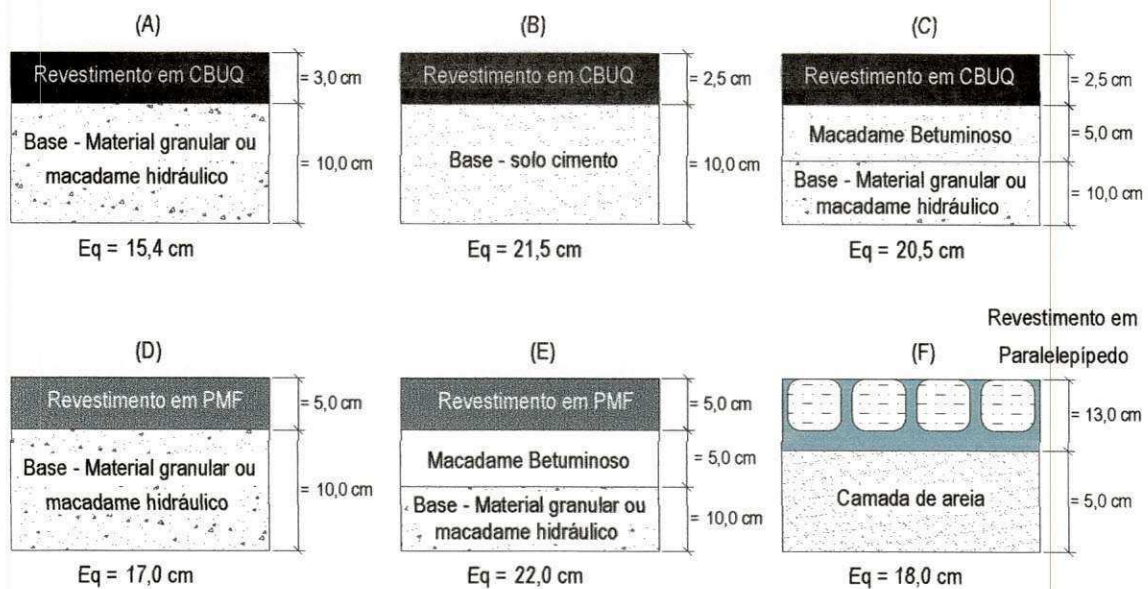 (A)
Revestimento em CBUQ
= 3,0 cm
Base - Material granular ou
macadame hidráulico
= 10,0 cm
Eq = 15,4 cm
(B)
Revestimento em CBUQ
= 2,5 cm
Base - solo cimento
= 10,0 cm
Eq = 21,5 cm
(C)
Revestimento em CBUQ
= 2,5 cm
Macadame Betuminoso
= 5,0 cm
Base - Material granular ou
macadame hidráulico
= 10,0 cm
Eq = 20,5 cm
(D)
Revestimento em PMF
= 5,0 cm
Base - Material granular ou
macadame hidráulico
= 10,0 cm
Eq = 17,0 cm
(E)
Revestimento em PMF
= 5,0 cm
Macadame Betuminoso
= 5,0 cm
Base - Material granular ou
macadame hidráulico
= 10,0 cm
Eq = 22,0 cm
Revestimento em
Paralelepípedo
(F)
= 13,0 cm
Camada de areia
= 5,0 cm
Eq = 18,0 cm